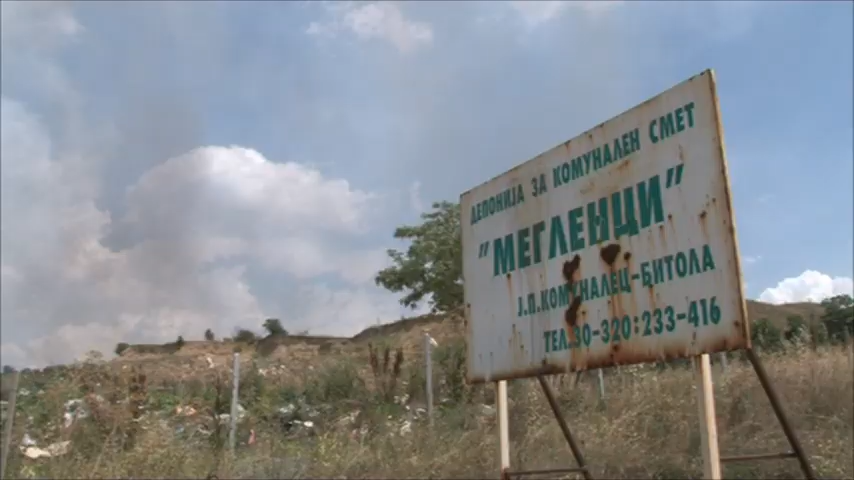 ДЕПОНИЈА ЗА КОМУНАЛЕН СМЕТ
"МЕГЛЕНЦИ"
Ј.П.КОМУНАЛЕЦ-БИТОЛА
ТЕЛ.30-320:233-416